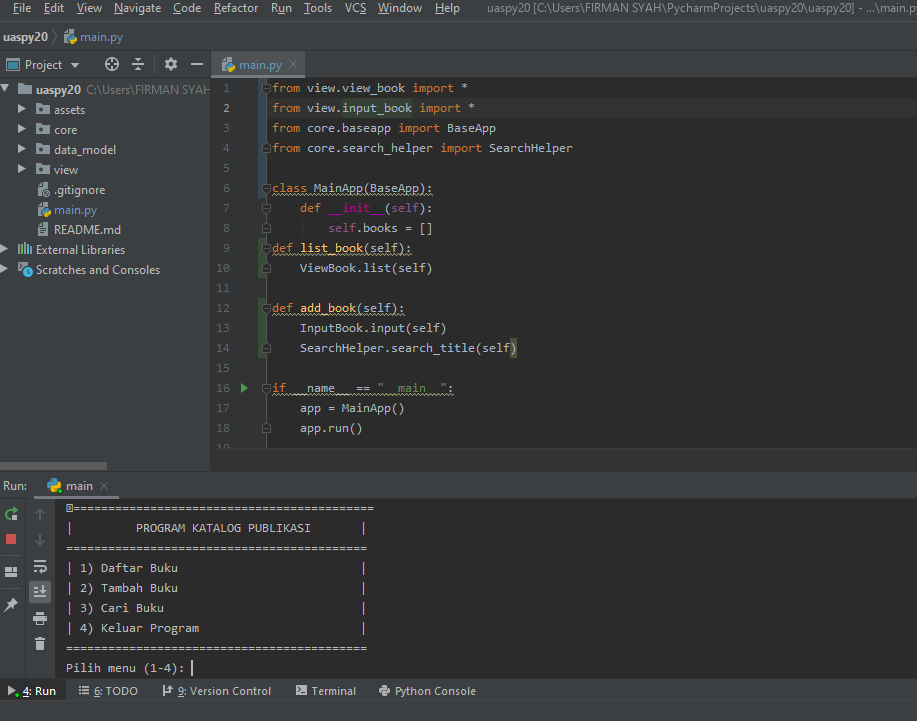 File Edit View Navigate Code Refactor Run Tools VCS Window Help uaspy20 [C:\Users\FIRMAN SYAH\PycharmProjects\uaspy20\uaspy20] - ...\main.py
uaspy20 main.py
Project main.py
uaspy20 C:\Users\FIRMAN SYAH
assets
core
data_model
view
.gitignore
main.py
README.md
External Libraries
Scratches and Consoles
1 from view.view_book import *
2 from view.input_book import *
3 from core.baseapp import BaseApp
4 from core.search_helper import SearchHelper
5
6 class MainApp(BaseApp):
7     def __init__(self):
8         self.books = []
9 def list_book(self):
10     ViewBook.list(self)
11
12 def add_book(self):
13     InputBook.input(self)
14     SearchHelper.search_title(self)
15
16 if __name__ == "__main__":
17     app = MainApp()
18     app.run()
19
Run: main
===========================================
| PROGRAM KATALOG PUBLIKASI |
===========================================
| 1) Daftar Buku |
| 2) Tambah Buku |
| 3) Cari Buku |
| 4) Keluar Program |
===========================================
Pilih menu (1-4):
4: Run 6: TODO 9: Version Control Terminal Python Console